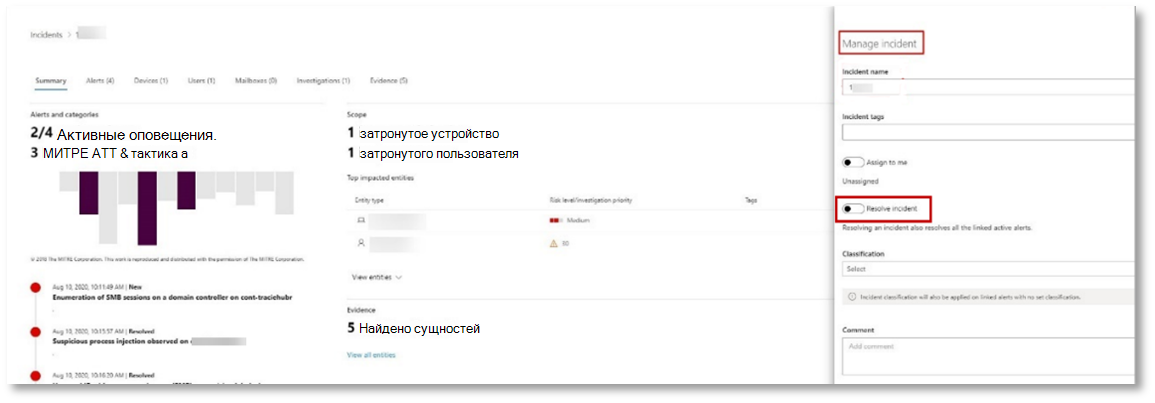 Incidents > 1
Summary Alerts (4) Devices (1) Users (1) Mailboxes (0) Investigations (1) Evidence (5)
Alerts and categories
2/4 Активные оповещения.
3 МИТРЕ АТТ & тактика а
© 2018 The MITRE Corporation. This work is reproduced and distributed with the permission of The MITRE Corporation.
Aug 10, 2020, 10:11:49 AM | New
Enumeration of SMB sessions on a domain controller on cont-traciehubr
Aug 10, 2020, 10:15:57 AM | Resolved
Suspicious process injection observed on
Aug 10, 2020, 10:16:20 AM | Resolved
Scope
1 затронутое устройство
1 затронутого пользователя
Top impacted entities
Entity type Risk level/investigation priority Tags
Medium
80
View entities
Evidence
5 Найдено сущностей
View all entities
Manage incident
Incident name
1
Incident tags
Assign to me
Unassigned
Resolve incident
Resolving an incident also resolves all the linked active alerts.
Classification
Select
Incident classification will also be applied on linked alerts with no set classification.
Comment
Add comment